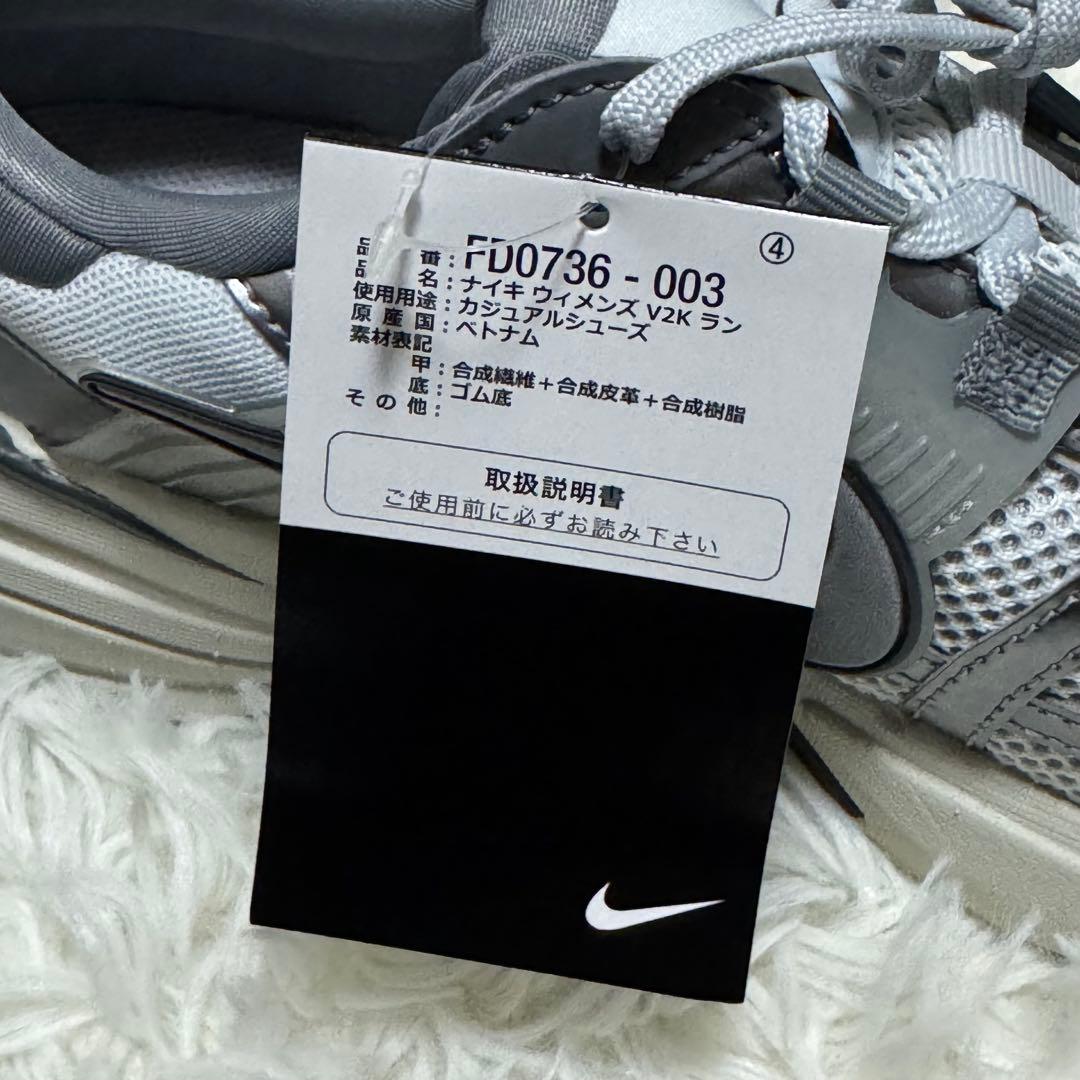 ④
品番：FD0736 - 003
品名：ナイキ ウィメンズ V2K ラン
使用用途：カジュアルシューズ
原産国：ベトナム
素材表記
甲：合成繊維＋合成皮革＋合成樹脂
底：ゴム底
その他：
取扱説明書
ご使用前に必ずお読み下さい